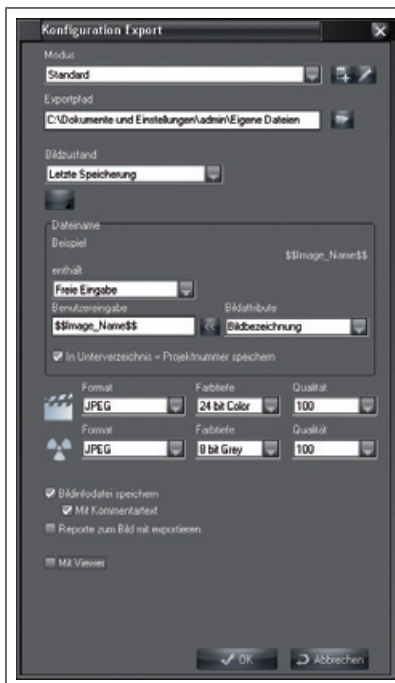 Konfiguration Export
Modus
Standard
Exportpfad
C:\Dokumente und Einstellungen\admin\Eigene Dateien
Bildzustand
Letzte Speicherung
Dateiname
Beispiel
$$Image_Name$$
enthält
Freie Eingabe
Benutzereingabe Bildattribute
$$Image_Name$$ Bildbezeichnung
In Unterverzeichnis = Projektnummer speichern
Format Farbtiefe Qualität
JPEG 24 bit Color 100
Format Farbtiefe Qualität
JPEG 8 bit Grey 100
Bildinfodatei speichern
Mit Kommentartext
Reporte zum Bild mit exportieren
Mit Viewer
OK Abbrechen